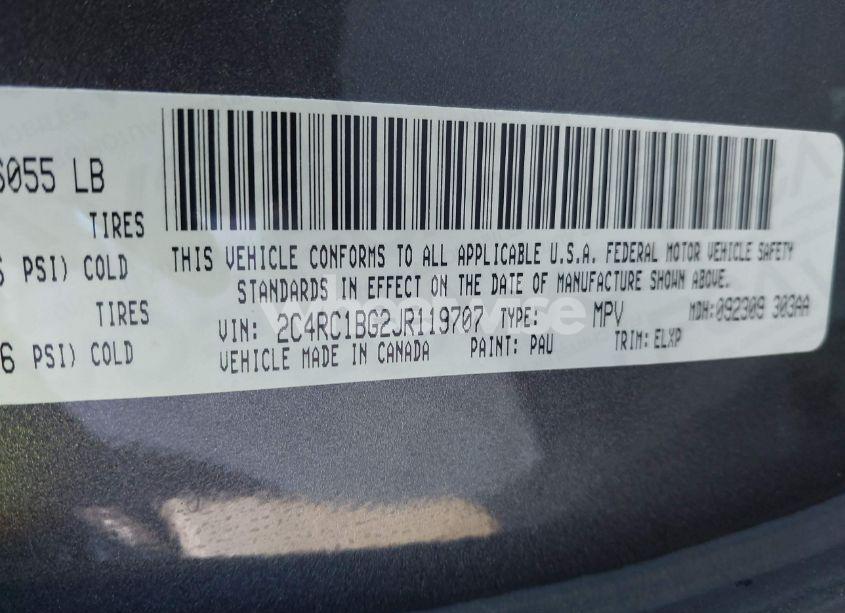 6055 LB
TIRES
PSI) COLD
TIRES
6 PSI) COLD
THIS VEHICLE CONFORMS TO ALL APPLICABLE U.S.A. FEDERAL MOTOR VEHICLE SAFETY
STANDARDS IN EFFECT ON THE DATE OF MANUFACTURE SHOWN ABOVE.
VIN: 2C4RC1BG2JR119707 TYPE: MPV MDH:092309 303AA
VEHICLE MADE IN CANADA PAINT: PAU TRIM: ELXP